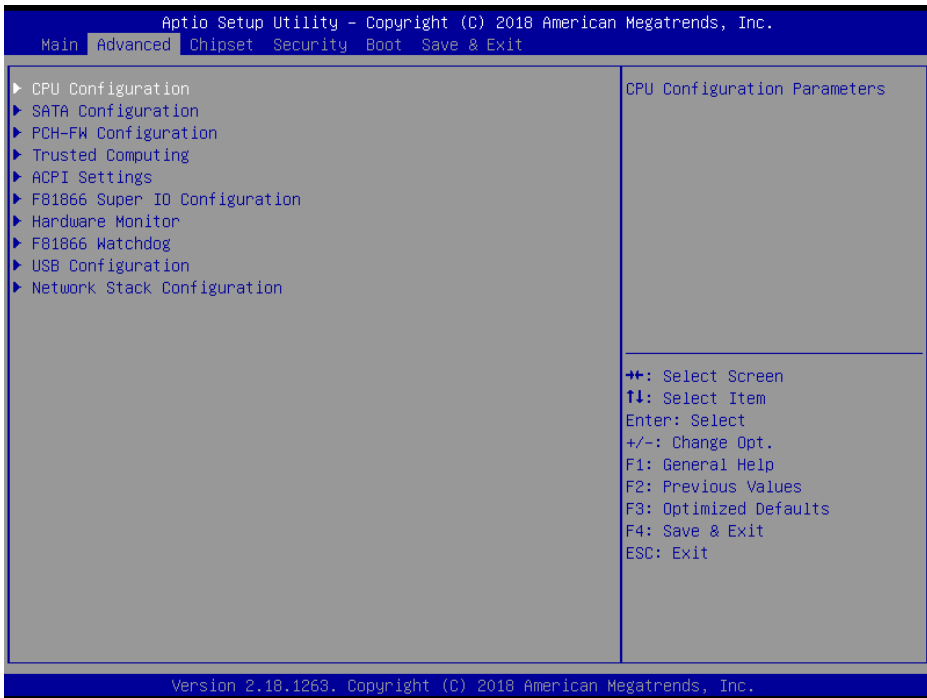 Aptio Setup Utility – Copyright (C) 2018 American Megatrends, Inc.
Main Advanced Chipset Security Boot Save & Exit
▶ CPU Configuration
▶ SATA Configuration
▶ PCH-FW Configuration
▶ Trusted Computing
▶ ACPI Settings
▶ F81866 Super IO Configuration
▶ Hardware Monitor
▶ F81866 Watchdog
▶ USB Configuration
▶ Network Stack Configuration
CPU Configuration Parameters
→←: Select Screen
↑↓: Select Item
Enter: Select
+/-: Change Opt.
F1: General Help
F2: Previous Values
F3: Optimized Defaults
F4: Save & Exit
ESC: Exit
Version 2.18.1263. Copyright (C) 2018 American Megatrends, Inc.